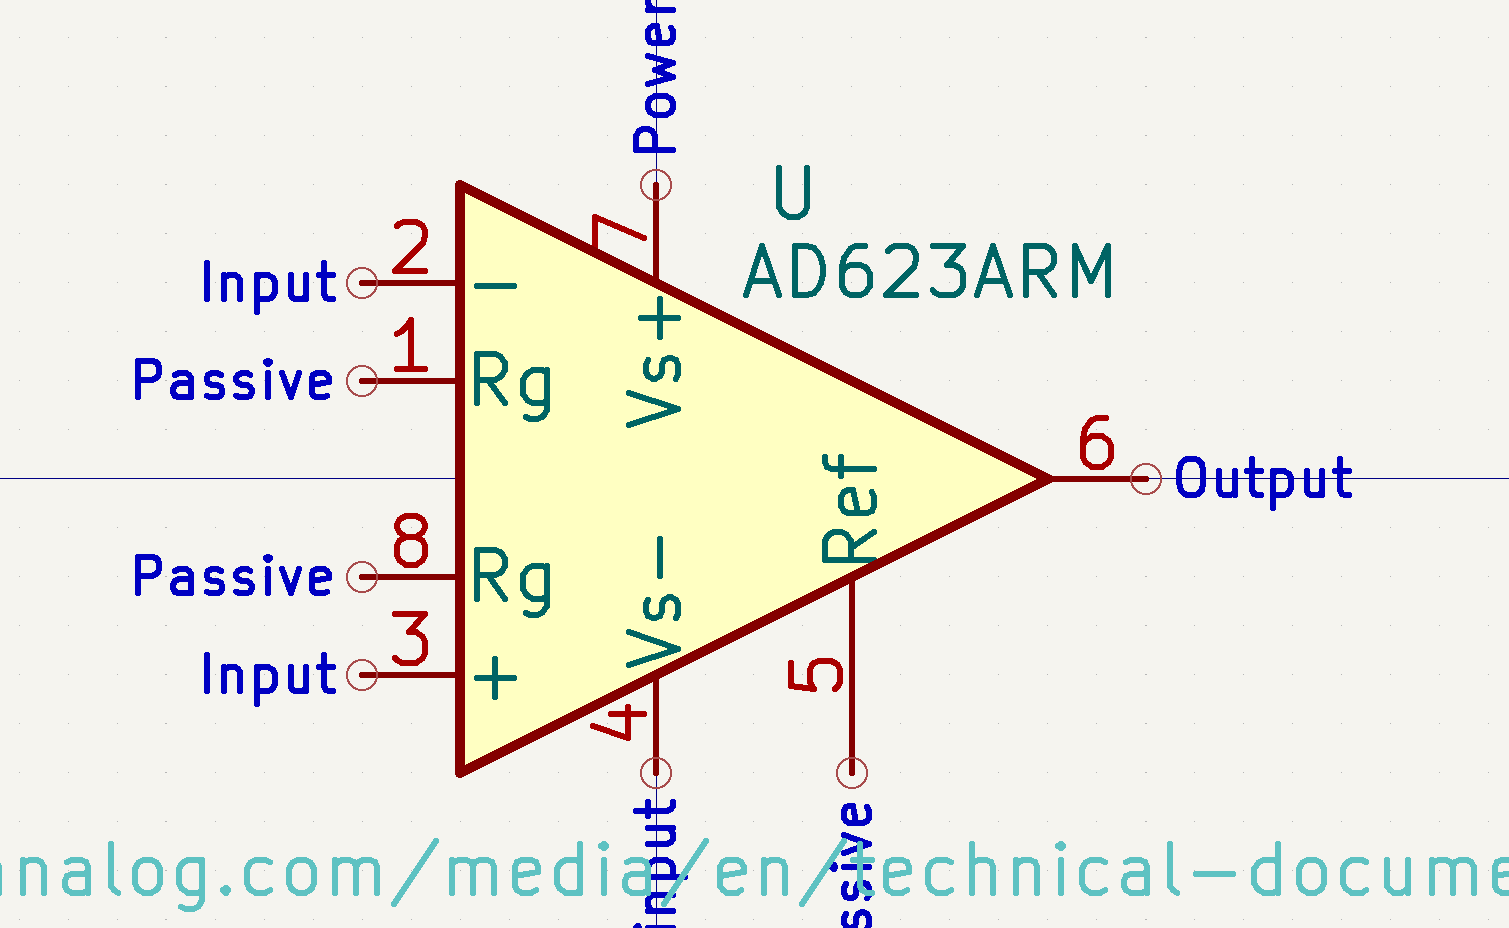 Power
U
AD623ARM
7
2
Input
−
Vs+
1
Passive
Rg
6
Output
Ref
8
Passive
Rg
Vs−
3
Input
+
5
4
input
ssive
analog.com/media/en/technical-docume